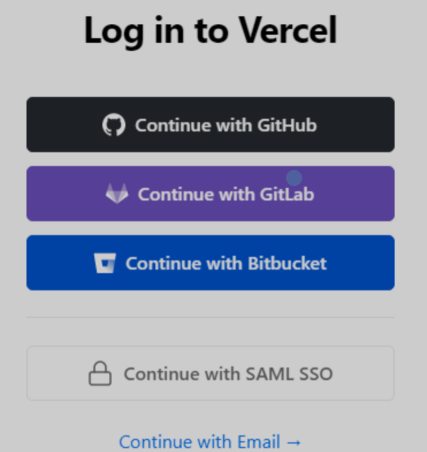 Log in to Vercel
Continue with GitHub
Continue with GitLab
Continue with Bitbucket
Continue with SAML SSO
Continue with Email →